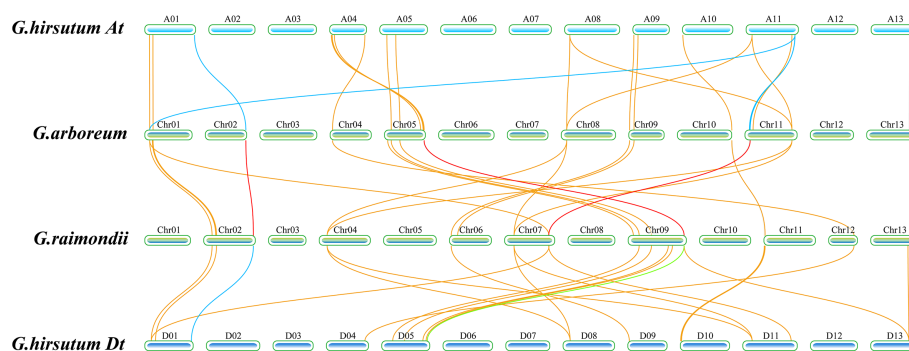 A01 A02 A03 A04 A05 A06 A07 A08 A09 A10 A11 A12 A13
G.hirsutum At
Chr01 Chr02 Chr03 Chr04 Chr05 Chr06 Chr07 Chr08 Chr09 Chr10 Chr11 Chr12 Chr13
G.arboreum
Chr01 Chr02 Chr03 Chr04 Chr05 Chr06 Chr07 Chr08 Chr09 Chr10 Chr11 Chr12 Chr13
G.raimondii
D01 D02 D03 D04 D05 D06 D07 D08 D09 D10 D11 D12 D13
G.hirsutum Dt